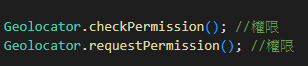 Geolocator.checkPermission(); //權限
Geolocator.requestPermission(); //權限